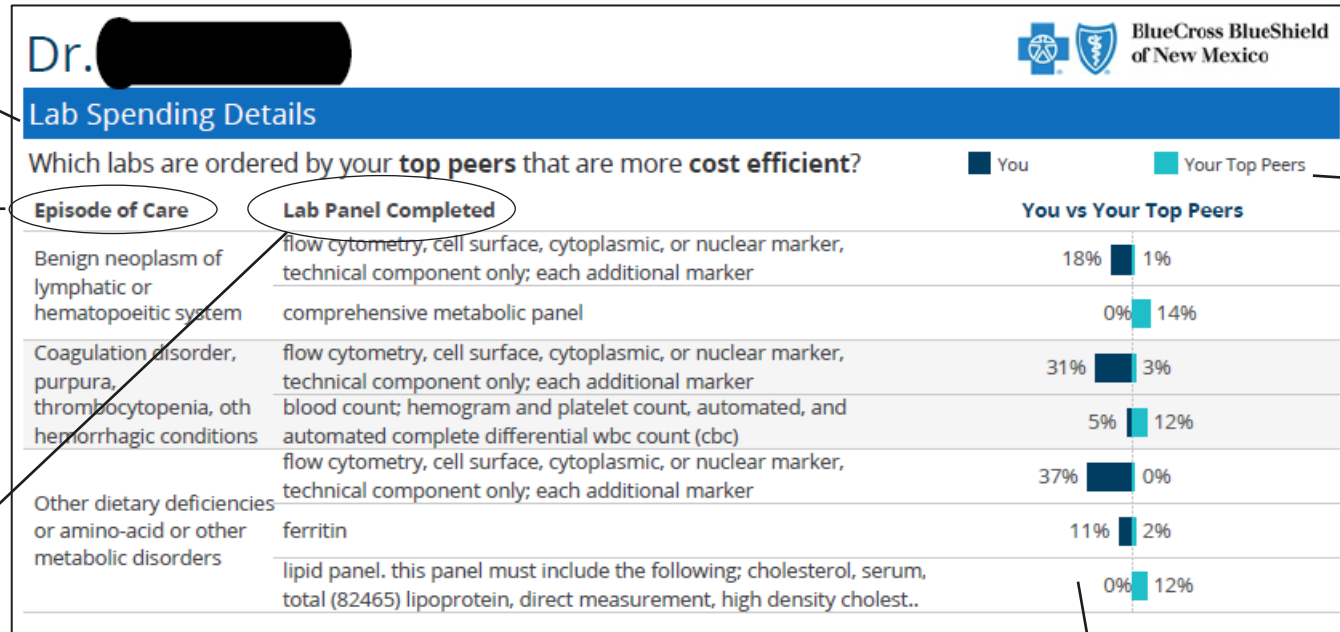 Dr.
BlueCross BlueShield
of New Mexico
Lab Spending Details
Which labs are ordered by your top peers that are more cost efficient?
You
Your Top Peers
Episode of Care
Lab Panel Completed
You vs Your Top Peers
Benign neoplasm of
lymphatic or
hematopoeitic system
flow cytometry, cell surface, cytoplasmic, or nuclear marker,
technical component only; each additional marker
18% 1%
comprehensive metabolic panel
0% 14%
Coagulation disorder,
purpura,
thrombocytopenia, oth
hemorrhagic conditions
flow cytometry, cell surface, cytoplasmic, or nuclear marker,
technical component only; each additional marker
31% 3%
blood count; hemogram and platelet count, automated, and
automated complete differential wbc count (cbc)
5% 12%
Other dietary deficiencies
or amino-acid or other
metabolic disorders
flow cytometry, cell surface, cytoplasmic, or nuclear marker,
technical component only; each additional marker
37% 0%
ferritin
11% 2%
lipid panel. this panel must include the following; cholesterol, serum,
total (82465) lipoprotein, direct measurement, high density cholest..
0% 12%